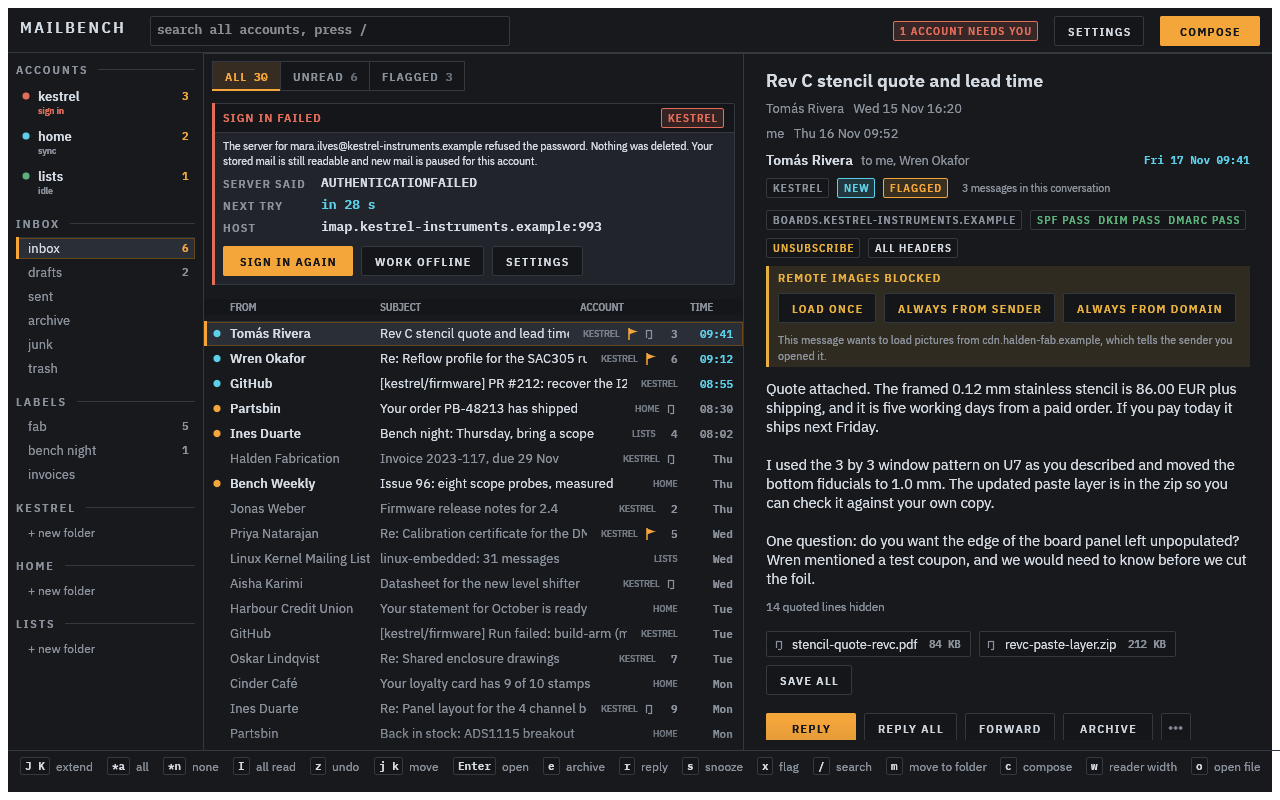 MAILBENCH
search all accounts, press /
1 ACCOUNT NEEDS YOU
SETTINGS
COMPOSE
ACCOUNTS
kestrel 3
sign in
home 2
sync
lists 1
idle
INBOX
inbox 6
drafts 2
sent
archive
junk
trash
LABELS
fab 5
bench night 1
invoices
KESTREL
+ new folder
HOME
+ new folder
LISTS
+ new folder
ALL 30
UNREAD 6
FLAGGED 3
SIGN IN FAILED
KESTREL
The server for mara.ilves@kestrel-instruments.example refused the password. Nothing was deleted. Your
stored mail is still readable and new mail is paused for this account.
SERVER SAID AUTHENTICATIONFAILED
NEXT TRY in 28 s
HOST imap.kestrel-instruments.example:993
SIGN IN AGAIN
WORK OFFLINE
SETTINGS
FROM SUBJECT ACCOUNT TIME
Tomás Rivera Rev C stencil quote and lead time KESTREL 3 09:41
Wren Okafor Re: Reflow profile for the SAC305 ru KESTREL 6 09:12
GitHub [kestrel/firmware] PR #212: recover the I2 KESTREL 08:55
Partsbin Your order PB-48213 has shipped HOME 08:30
Ines Duarte Bench night: Thursday, bring a scope LISTS 4 08:02
Halden Fabrication Invoice 2023-117, due 29 Nov KESTREL Thu
Bench Weekly Issue 96: eight scope probes, measured HOME Thu
Jonas Weber Firmware release notes for 2.4 KESTREL 2 Thu
Priya Natarajan Re: Calibration certificate for the DM KESTREL 5 Wed
Linux Kernel Mailing List linux-embedded: 31 messages LISTS Wed
Aisha Karimi Datasheet for the new level shifter KESTREL Wed
Harbour Credit Union Your statement for October is ready HOME Tue
GitHub [kestrel/firmware] Run failed: build-arm (m KESTREL Tue
Oskar Lindqvist Re: Shared enclosure drawings KESTREL 7 Tue
Cinder Café Your loyalty card has 9 of 10 stamps HOME Mon
Ines Duarte Re: Panel layout for the 4 channel b KESTREL 9 Mon
Partsbin Back in stock: ADS1115 breakout HOME Mon
Rev C stencil quote and lead time
Tomás Rivera Wed 15 Nov 16:20
me Thu 16 Nov 09:52
Tomás Rivera to me, Wren Okafor Fri 17 Nov 09:41
KESTREL NEW FLAGGED 3 messages in this conversation
BOARDS.KESTREL-INSTRUMENTS.EXAMPLE SPF PASS DKIM PASS DMARC PASS
UNSUBSCRIBE ALL HEADERS
REMOTE IMAGES BLOCKED
LOAD ONCE
ALWAYS FROM SENDER
ALWAYS FROM DOMAIN
This message wants to load pictures from cdn.halden-fab.example, which tells the sender you
opened it.
Quote attached. The framed 0.12 mm stainless stencil is 86.00 EUR plus
shipping, and it is five working days from a paid order. If you pay today it
ships next Friday.
I used the 3 by 3 window pattern on U7 as you described and moved the
bottom fiducials to 1.0 mm. The updated paste layer is in the zip so you
can check it against your own copy.
One question: do you want the edge of the board panel left unpopulated?
Wren mentioned a test coupon, and we would need to know before we cut
the foil.
14 quoted lines hidden
stencil-quote-revc.pdf 84 KB
revc-paste-layer.zip 212 KB
SAVE ALL
REPLY
REPLY ALL
FORWARD
ARCHIVE
•••
J K extend *a all *n none I all read z undo j k move Enter open e archive r reply s snooze x flag / search m move to folder c compose w reader width o open file